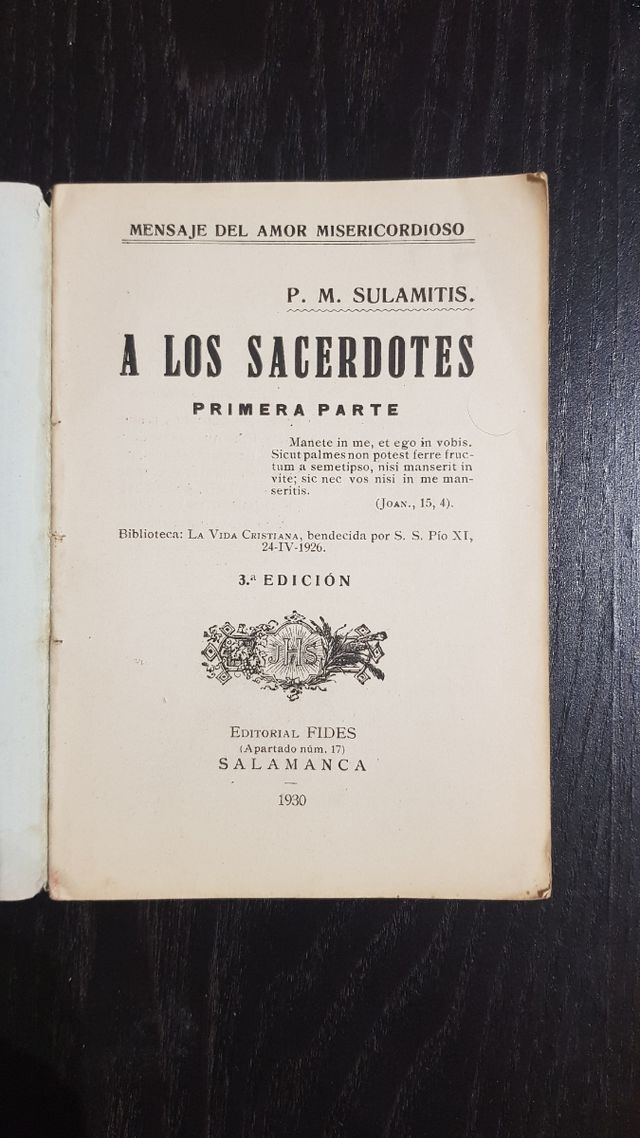 MENSAJE DEL AMOR MISERICORDIOSO
P. M. SULAMITIS.
A LOS SACERDOTES
PRIMERA PARTE
Manete in me, et ego in vobis.
Sicut palmes non potest ferre fruc-
tum a semetipso, nisi manserit in
vite; sic nec vos nisi in me man-
seritis.
(JOAN., 15, 4).
Biblioteca: LA VIDA CRISTIANA, bendecida por S. S. Pío XI,
24-IV-1926.
3.ª EDICIÓN
JHS
EDITORIAL FIDES
(Apartado núm. 17)
SALAMANCA
1930